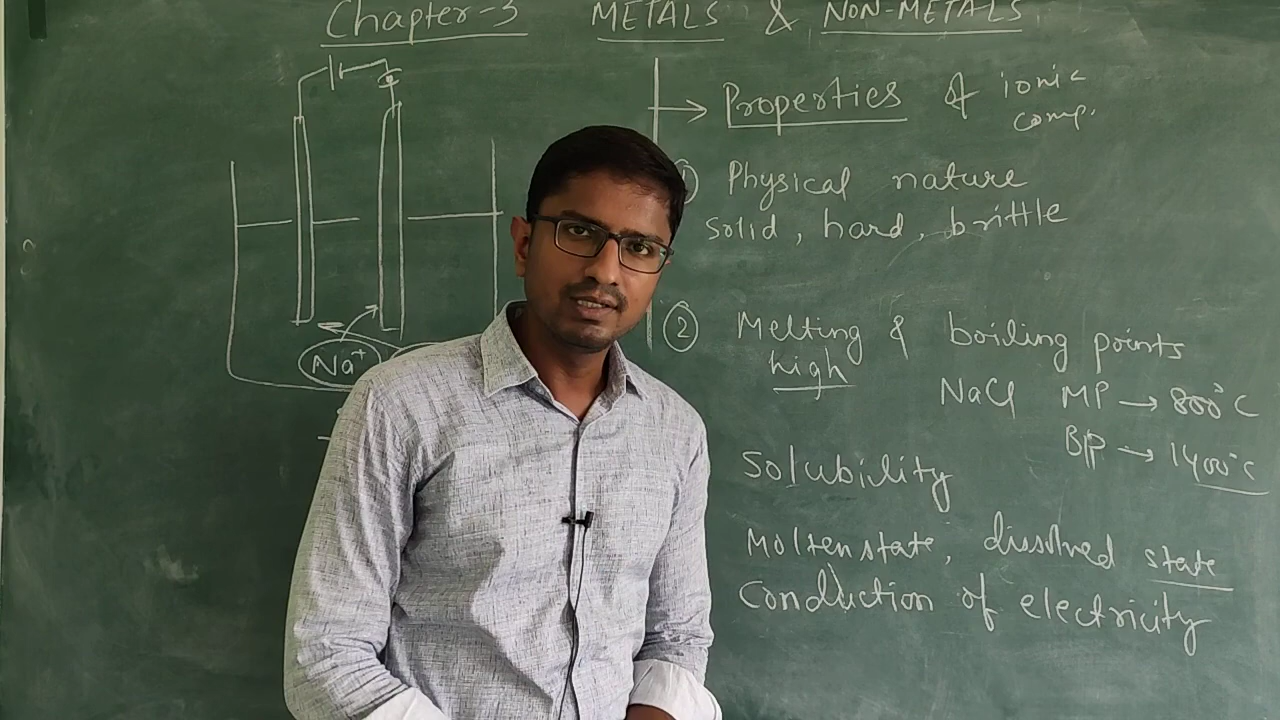 Chapter-3 METALS & NON-METALS
→ Properties of ionic
comp.
① Physical nature
solid, hard, brittle
② Melting & boiling points
high
NaCl MP → 800°C
BP → 1400°C
Solubility
Molten state, dissolved state
Conduction of electricity
Na⁺